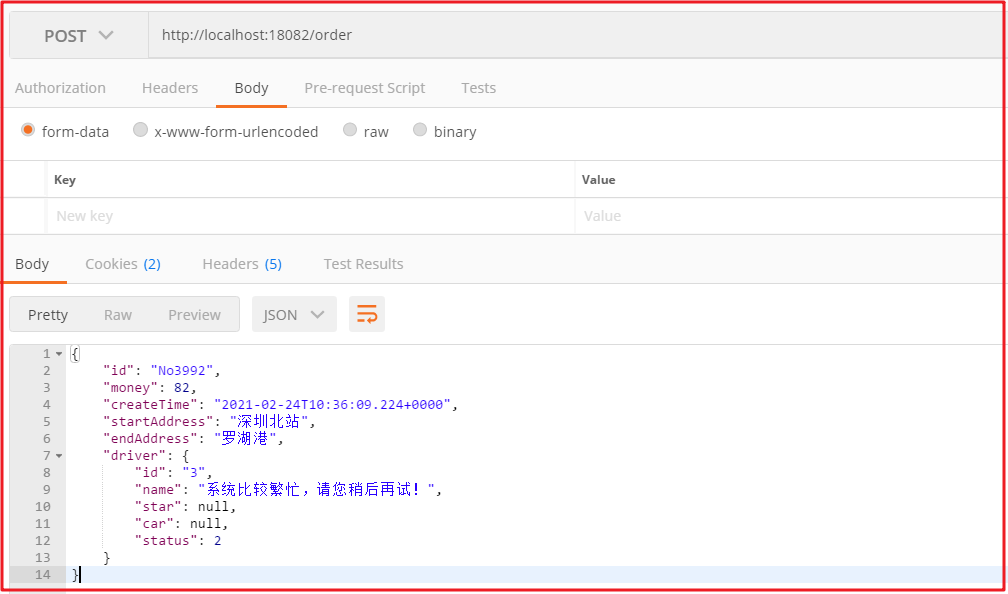 POST http://localhost:18082/order
Authorization Headers Body Pre-request Script Tests
form-data x-www-form-urlencoded raw binary
Key Value
New key Value
Body Cookies (2) Headers (5) Test Results
Pretty Raw Preview JSON
1 {
2 "id": "No3992",
3 "money": 82,
4 "createTime": "2021-02-24T10:36:09.224+0000",
5 "startAddress": "深圳北站",
6 "endAddress": "罗湖港",
7 "driver": {
8 "id": "3",
9 "name": "系统比较繁忙，请您稍后再试！",
10 "star": null,
11 "car": null,
12 "status": 2
13 }
14 }